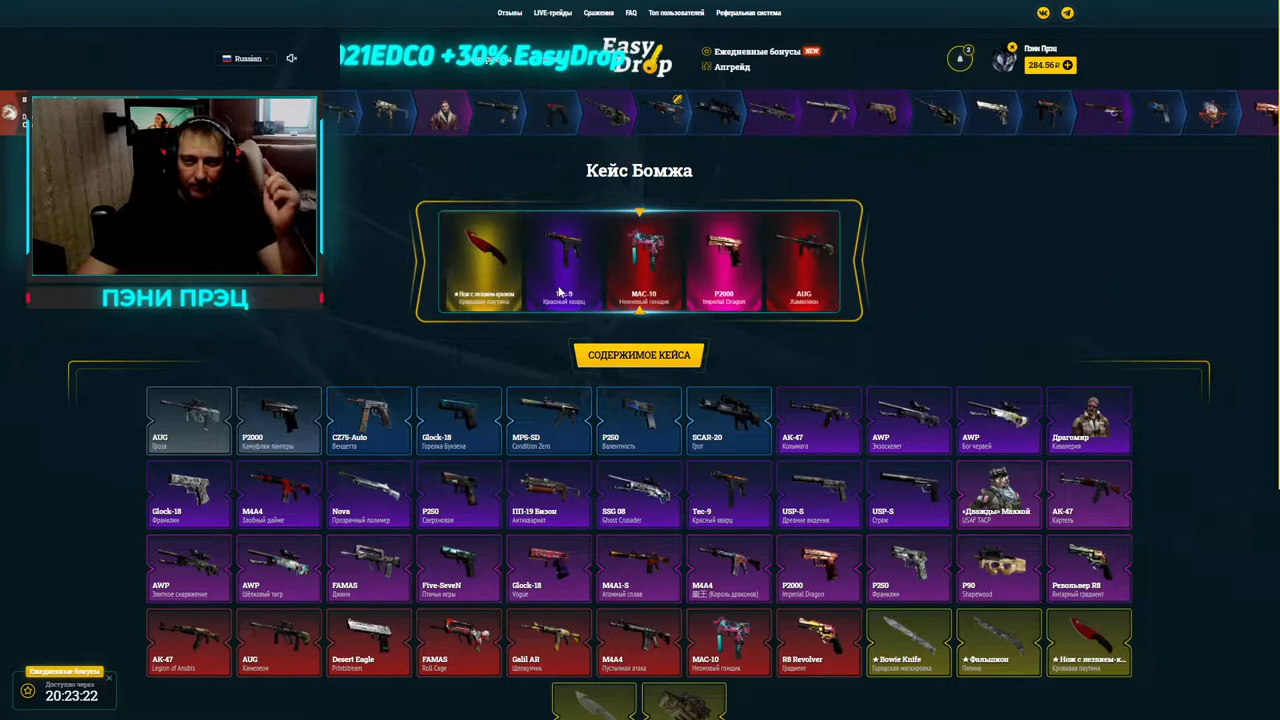 Отзывы
LIVE-трейды
Сражения
FAQ
Топ пользователей
Реферальная система
Russian
021EDC0 +30% EasyDrop
Easy Drop
Ежедневные бонусы NEW
Апгрейд
2
Пэни Прэц
284.56 ₽
ПЭНИ ПРЭЦ
Кейс Бомжа
★Нож с лезвием-крюком
Кровавая паутина
Красный кварц
MAC-10
Неоновый гонщик
P2000
Imperial Dragon
AUG
Хамелеон
СОДЕРЖИМОЕ КЕЙСА
AUG
Гроза
P2000
Камуфляж пантеры
CZ75-Auto
Вендетта
Glock-18
Горелка Бунзена
MP5-SD
Condition Zero
P250
Валентность
SCAR-20
Грот
AK-47
Колымага
AWP
Экзоскелет
AWP
Бог червей
Драгомир
Кавалерия
Glock-18
Франклин
M4A4
Злобный дайме
Nova
Прозрачный полимер
P250
Сверхновая
ПП-19 Бизон
Антиквариат
SSG 08
Ghost Crusader
Tec-9
Красный кварц
USP-S
Древние видения
USP-S
Страж
«Дважды» Маккой
USAF TACP
AK-47
Картель
AWP
Элитное снаряжение
AWP
Шёлковый тигр
FAMAS
Джинн
Five-SeveN
Птичьи игры
Glock-18
Vogue
M4A1-S
Атомный сплав
M4A4
龍王 (Король драконов)
P2000
Imperial Dragon
P250
Франклин
P90
Shapewood
Револьвер R8
Янтарный градиент
AK-47
Legion of Anubis
AUG
Хамелеон
Desert Eagle
Printstream
FAMAS
Roll Cage
Galil AR
Щелкунчик
M4A4
Пустынная атака
MAC-10
Неоновый гонщик
R8 Revolver
Градиент
★ Bowie Knife
Городская маскировка
★ Фальшион
Патина
★ Нож с лезвием-к...
Кровавая паутина
Ежедневные бонусы
Доступно через
20:23:22